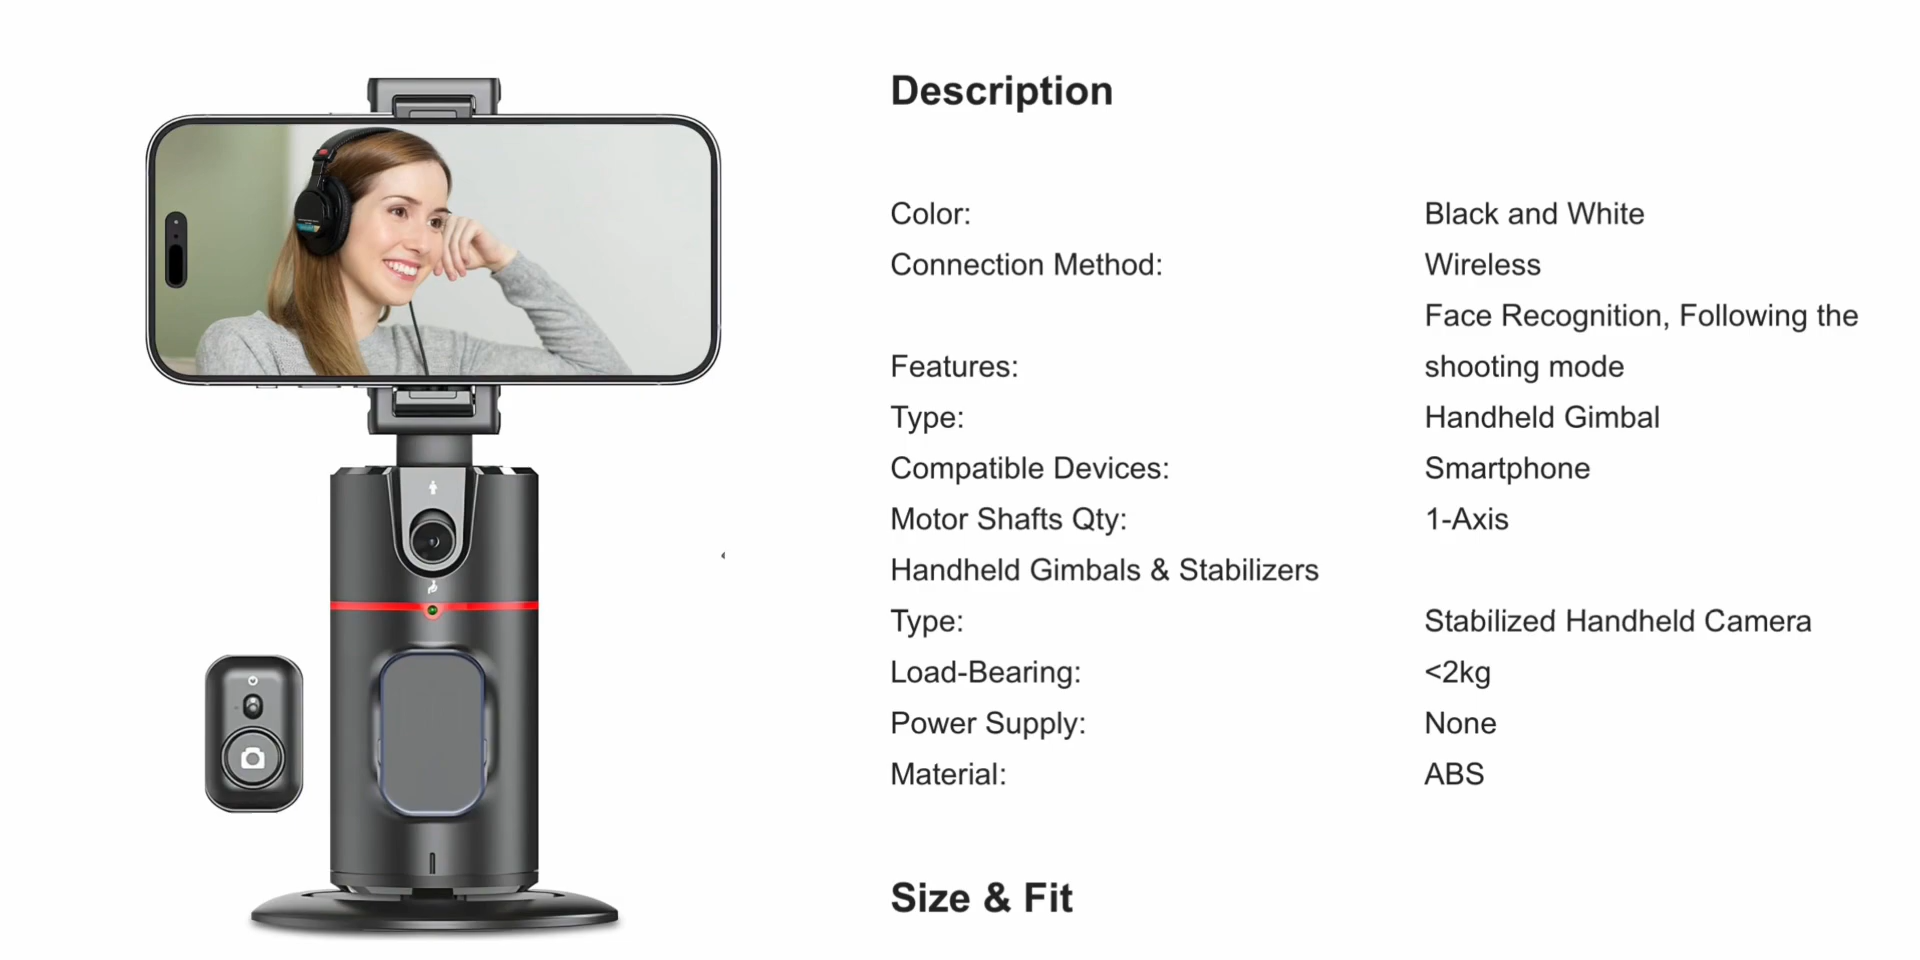 Description
Color: Black and White
Connection Method: Wireless
Face Recognition, Following the
Features: shooting mode
Type: Handheld Gimbal
Compatible Devices: Smartphone
Motor Shafts Qty: 1-Axis
Handheld Gimbals & Stabilizers
Type: Stabilized Handheld Camera
Load-Bearing: <2kg
Power Supply: None
Material: ABS
Size & Fit